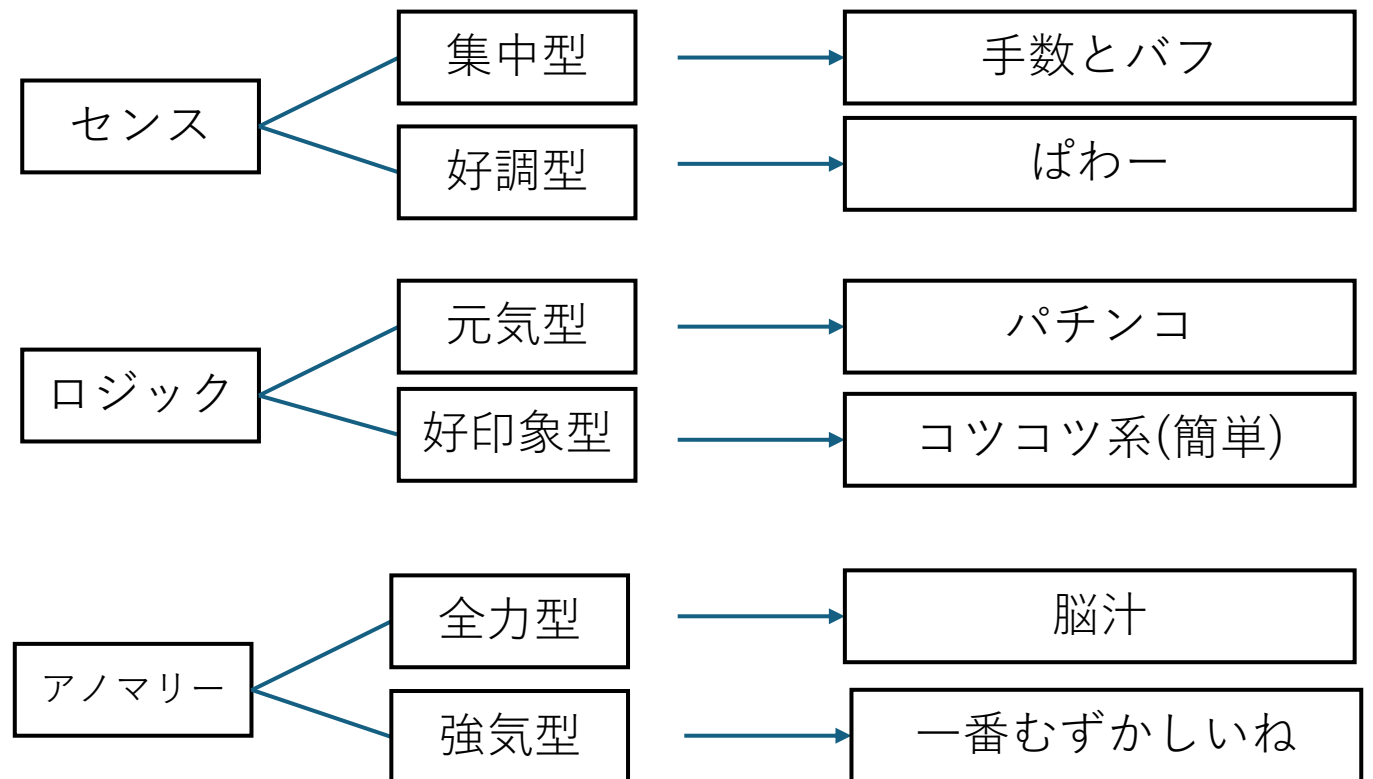 センス
集中型
手数とバフ
好調型
ぱわー
ロジック
元気型
パチンコ
好印象型
コツコツ系(簡単)
アノマリー
全力型
脳汁
強気型
一番むずかしいね